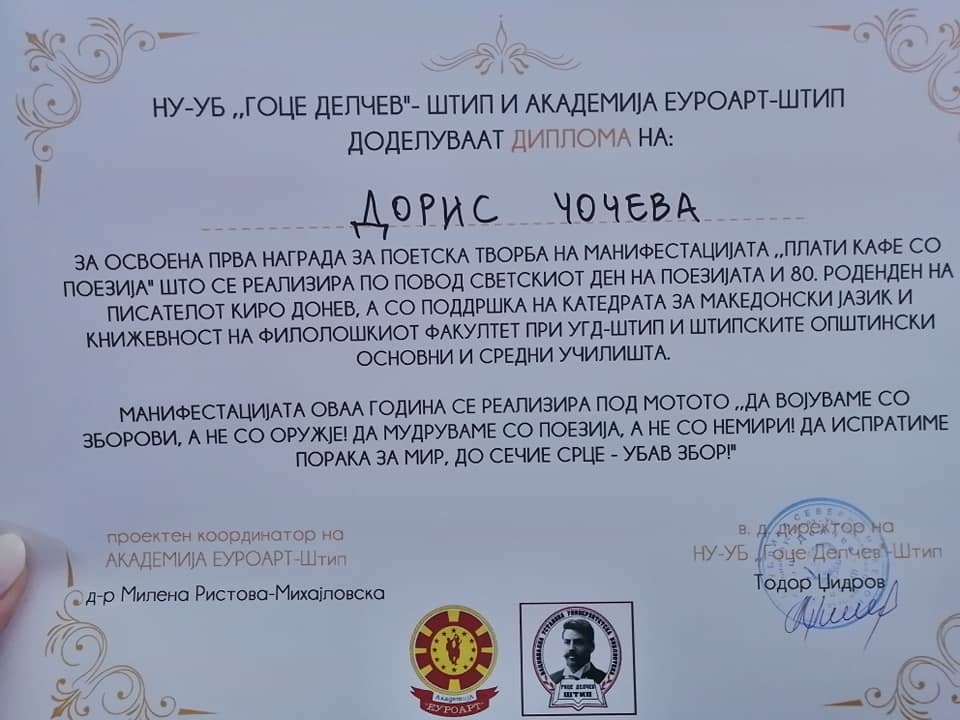 НУ-УБ ,,ГОЦЕ ДЕЛЧЕВ"- ШТИП И АКАДЕМИЈА ЕУРОАРТ-ШТИП
ДОДЕЛУВААТ ДИПЛОМА НА:
ДОРИС ЧОЧЕВА
ЗА ОСВОЕНА ПРВА НАГРАДА ЗА ПОЕТСКА ТВОРБА НА МАНИФЕСТАЦИЈАТА ,,ПЛАТИ КАФЕ СО
ПОЕЗИЈА" ШТО СЕ РЕАЛИЗИРА ПО ПОВОД СВЕТСКИОТ ДЕН НА ПОЕЗИЈАТА И 80. РОДЕНДЕН НА
ПИСАТЕЛОТ КИРО ДОНЕВ, А СО ПОДДРШКА НА КАТЕДРАТА ЗА МАКЕДОНСКИ ЈАЗИК И
КНИЖЕВНОСТ НА ФИЛОЛОШКИОТ ФАКУЛТЕТ ПРИ УГД-ШТИП И ШТИПСКИТЕ ОПШТИНСКИ
ОСНОВНИ И СРЕДНИ УЧИЛИШТА.
МАНИФЕСТАЦИЈАТА ОВАА ГОДИНА СЕ РЕАЛИЗИРА ПОД МОТОТО ,,ДА ВОЈУВАМЕ СО
ЗБОРОВИ, А НЕ СО ОРУЖЈЕ! ДА МУДРУВАМЕ СО ПОЕЗИЈА, А НЕ СО НЕМИРИ! ДА ИСПРАТИМЕ
ПОРАКА ЗА МИР, ДО СЕЧИЕ СРЦЕ - УБАВ ЗБОР!"
проектен координатор на
АКАДЕМИЈА ЕУРОАРТ-Штип
д-р Милена Ристова-Михајловска
в. д. директор на
НУ-УБ ,,Гоце Делчев"-Штип
Тодор Џидров
Академија
ЕУРОАРТ
НАЦИОНАЛНА УСТАНОВА УНИВЕРЗИТЕТСКА БИБЛИОТЕКА
ГОЦЕ ДЕЛЧЕВ
ШТИП